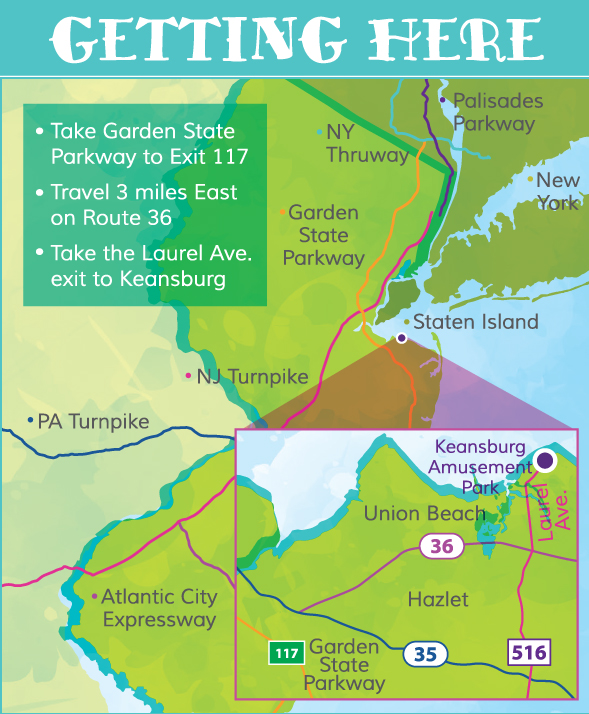 GETTING HERE
• Take Garden State
Parkway to Exit 117
• Travel 3 miles East
on Route 36
• Take the Laurel Ave.
exit to Keansburg
Palisades
Parkway
NY
Thruway
New
York
Garden
State
Parkway
Staten Island
NJ Turnpike
PA Turnpike
Atlantic City
Expressway
Keansburg
Amusement
Park
Laurel
Ave.
Union Beach
36
Hazlet
117
Garden
State
Parkway
35
516